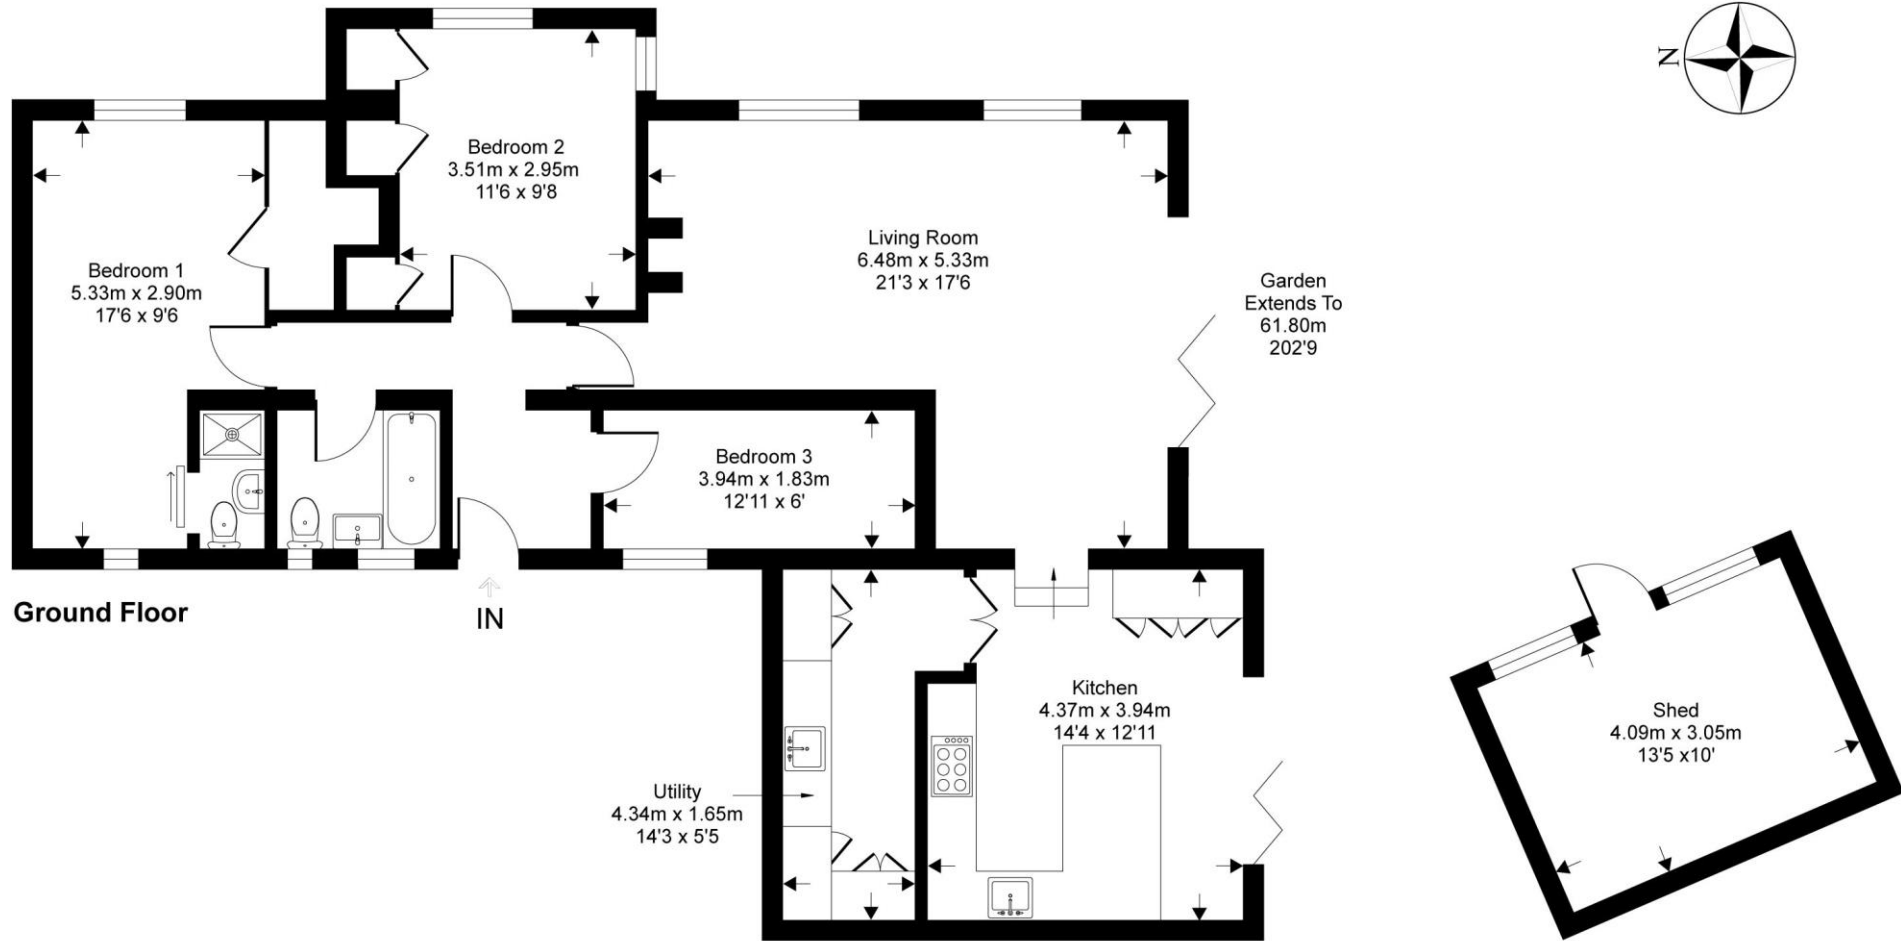 N
Bedroom 2
3.51m x 2.95m
11'6 x 9'8
Living Room
6.48m x 5.33m
21'3 x 17'6
Bedroom 1
5.33m x 2.90m
17'6 x 9'6
Garden
Extends To
61.80m
202'9
Bedroom 3
3.94m x 1.83m
12'11 x 6'
Ground Floor
IN
Kitchen
4.37m x 3.94m
14'4 x 12'11
Shed
4.09m x 3.05m
13'5 x10'
Utility
4.34m x 1.65m
14'3 x 5'5